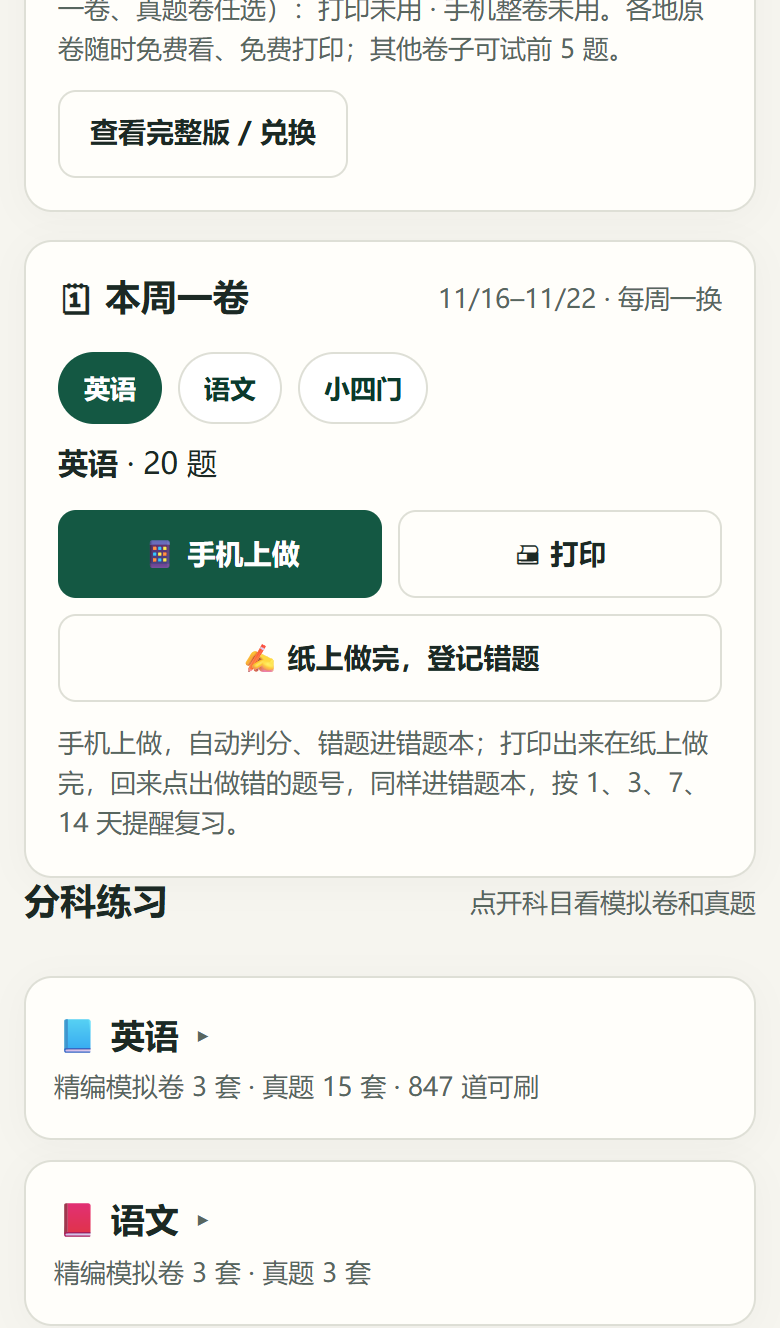 一卷、真题卷任选）：打印未用 · 手机整卷未用。各地原
卷随时免费看、免费打印；其他卷子可试前 5 题。
查看完整版 / 兑换
本周一卷
11/16–11/22 · 每周一换
英语 语文 小四门
英语 · 20 题
手机上做
打印
纸上做完，登记错题
手机上做，自动判分、错题进错题本；打印出来在纸上做
完，回来点出做错的题号，同样进错题本，按 1、3、7、
14 天提醒复习。
分科练习
点开科目看模拟卷和真题
英语 ▸
精编模拟卷 3 套 · 真题 15 套 · 847 道可刷
语文 ▸
精编模拟卷 3 套 · 真题 3 套